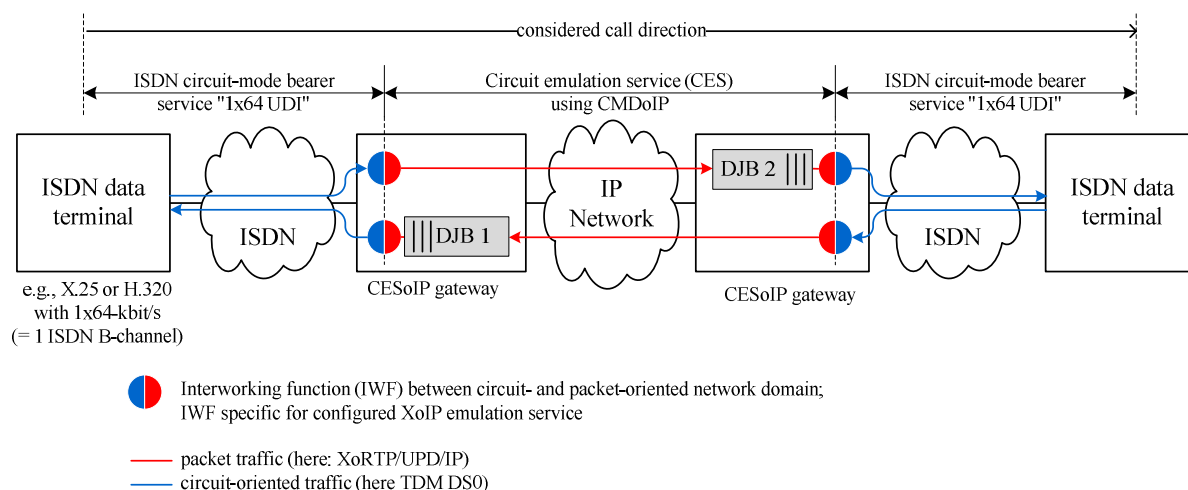 considered call direction
ISDN circuit-mode bearer
service "1x64 UDI"
Circuit emulation service (CES)
using CMDoIP
ISDN circuit-mode bearer
service "1x64 UDI"
ISDN data
terminal
ISDN
DJB 1
IP
Network
DJB 2
ISDN
ISDN data
terminal
e.g., X.25 or H.320
with 1x64-kbit/s
(= 1 ISDN B-channel)
CESoIP gateway
CESoIP gateway
Interworking function (IWF) between circuit- and packet-oriented network domain;
IWF specific for configured XoIP emulation service
packet traffic (here: XoRTP/UPD/IP)
circuit-oriented traffic (here TDM DS0)